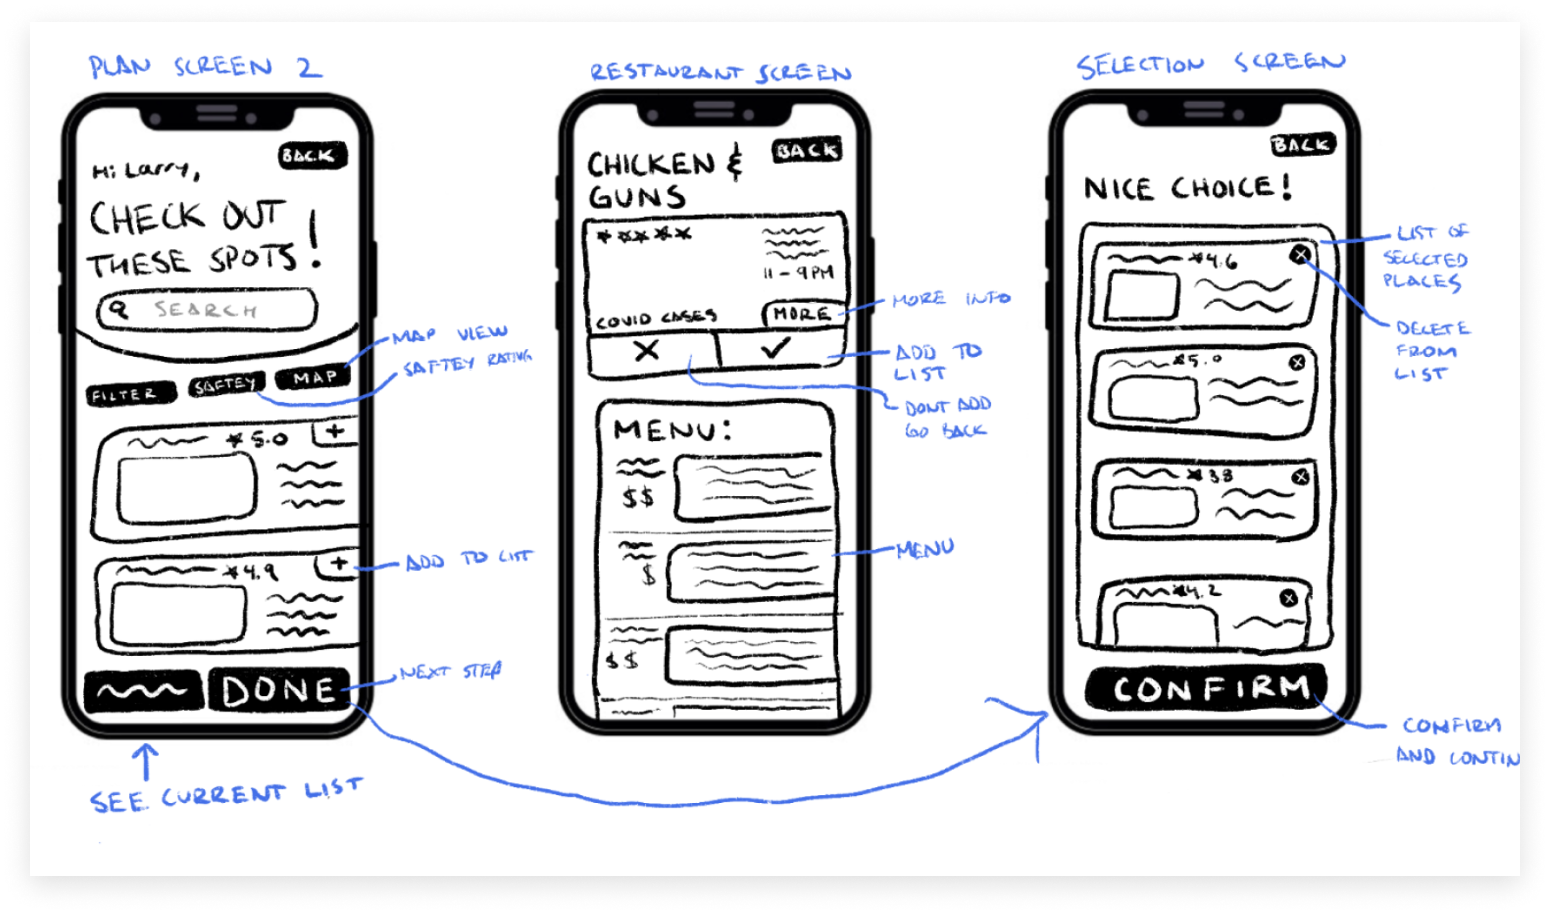 PLAN SCREEN 2
BACK
Hi Larry,
CHECK OUT
THESE SPOTS!
SEARCH
MAP VIEW
SAFTEY RATING
FILTER
SAFTEY
MAP
★5.0
+
★4.9
+
ADD TO LIST
DONE
NEXT STEP
SEE CURRENT LIST
RESTAURANT SCREEN
BACK
CHICKEN &
GUNS
★★★★★
11-9PM
COVID CASES
MORE
MORE INFO
X ✓
ADD TO
LIST
DONT ADD
GO BACK
MENU:
$$
$
$$
MENU
SELECTION SCREEN
BACK
NICE CHOICE!
★4.6
X
★5.0
X
★38
X
★4.2
X
LIST OF
SELECTED
PLACES
DELETE
FROM
LIST
CONFIRM
CONFIRM
AND CONTIN